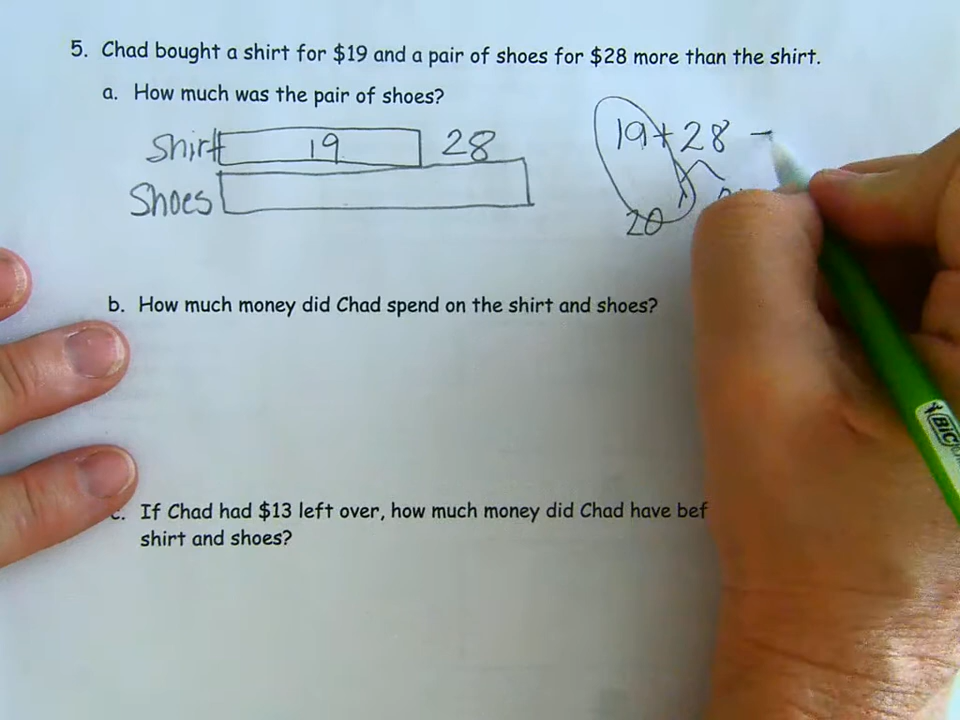 5. Chad bought a shirt for $19 and a pair of shoes for $28 more than the shirt.
a. How much was the pair of shoes?
Shirt 19 28
Shoes
19 + 28
20
b. How much money did Chad spend on the shirt and shoes?
c. If Chad had $13 left over, how much money did Chad have bef
shirt and shoes?
BIC